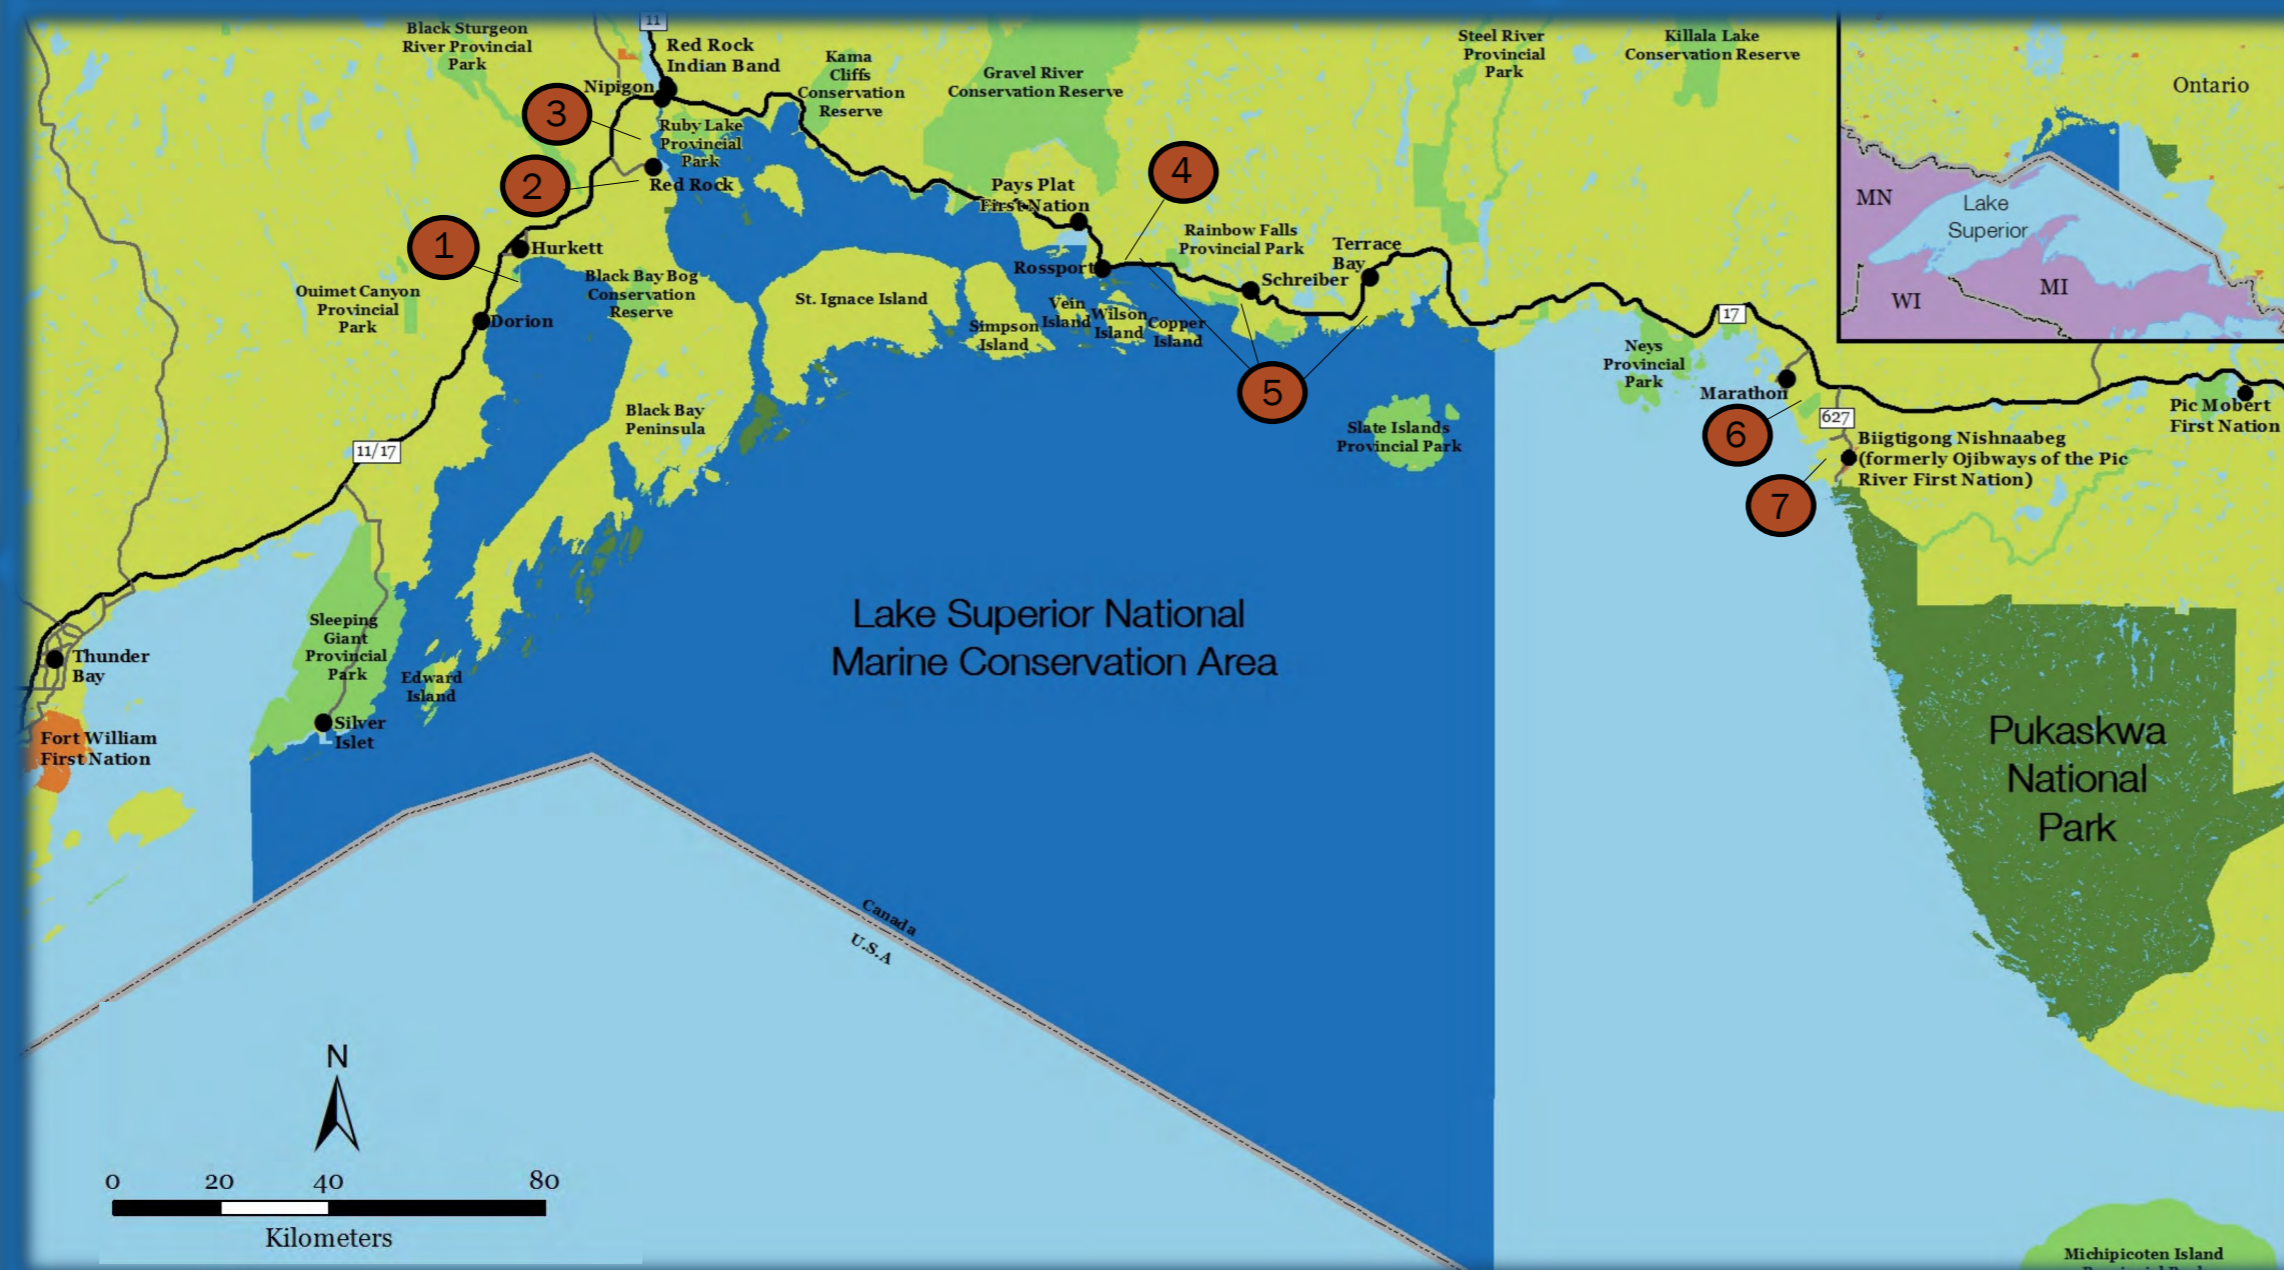 Black Sturgeon
River Provincial
Park
11
Red Rock
Indian Band
Nipigon
Kama
Cliffs
Conservation
Reserve
Gravel River
Conservation Reserve
Steel River
Provincial
Park
Killala Lake
Conservation Reserve
Ontario
MN
Lake
Superior
WI
MI
3
Ruby Lake
Provincial
Park
2
Red Rock
4
Pays Plat
First Nation
1
Hurkett
Rainbow Falls
Provincial Park
Terrace
Bay
Rossport
Schreiber
Ouimet Canyon
Provincial
Park
Black Bay Bog
Conservation
Reserve
St. Ignace Island
Simpson
Island
Vein
Island
Wilson
Island
Copper
Island
Dorion
17
Neys
Provincial
Park
5
Marathon
Pic Mobert
First Nation
Black Bay
Peninsula
Slate Islands
Provincial Park
6
627
Biigtigong Nishnaabeg
(formerly Ojibways of the Pic
River First Nation)
11/17
7
Lake Superior National
Marine Conservation Area
Sleeping
Giant
Provincial
Park
Thunder
Bay
Edward
Island
Silver
Islet
Fort William
First Nation
Pukaskwa
National
Park
Canada
U.S.A
N
0 20 40 80
Kilometers
Michipicoten Island